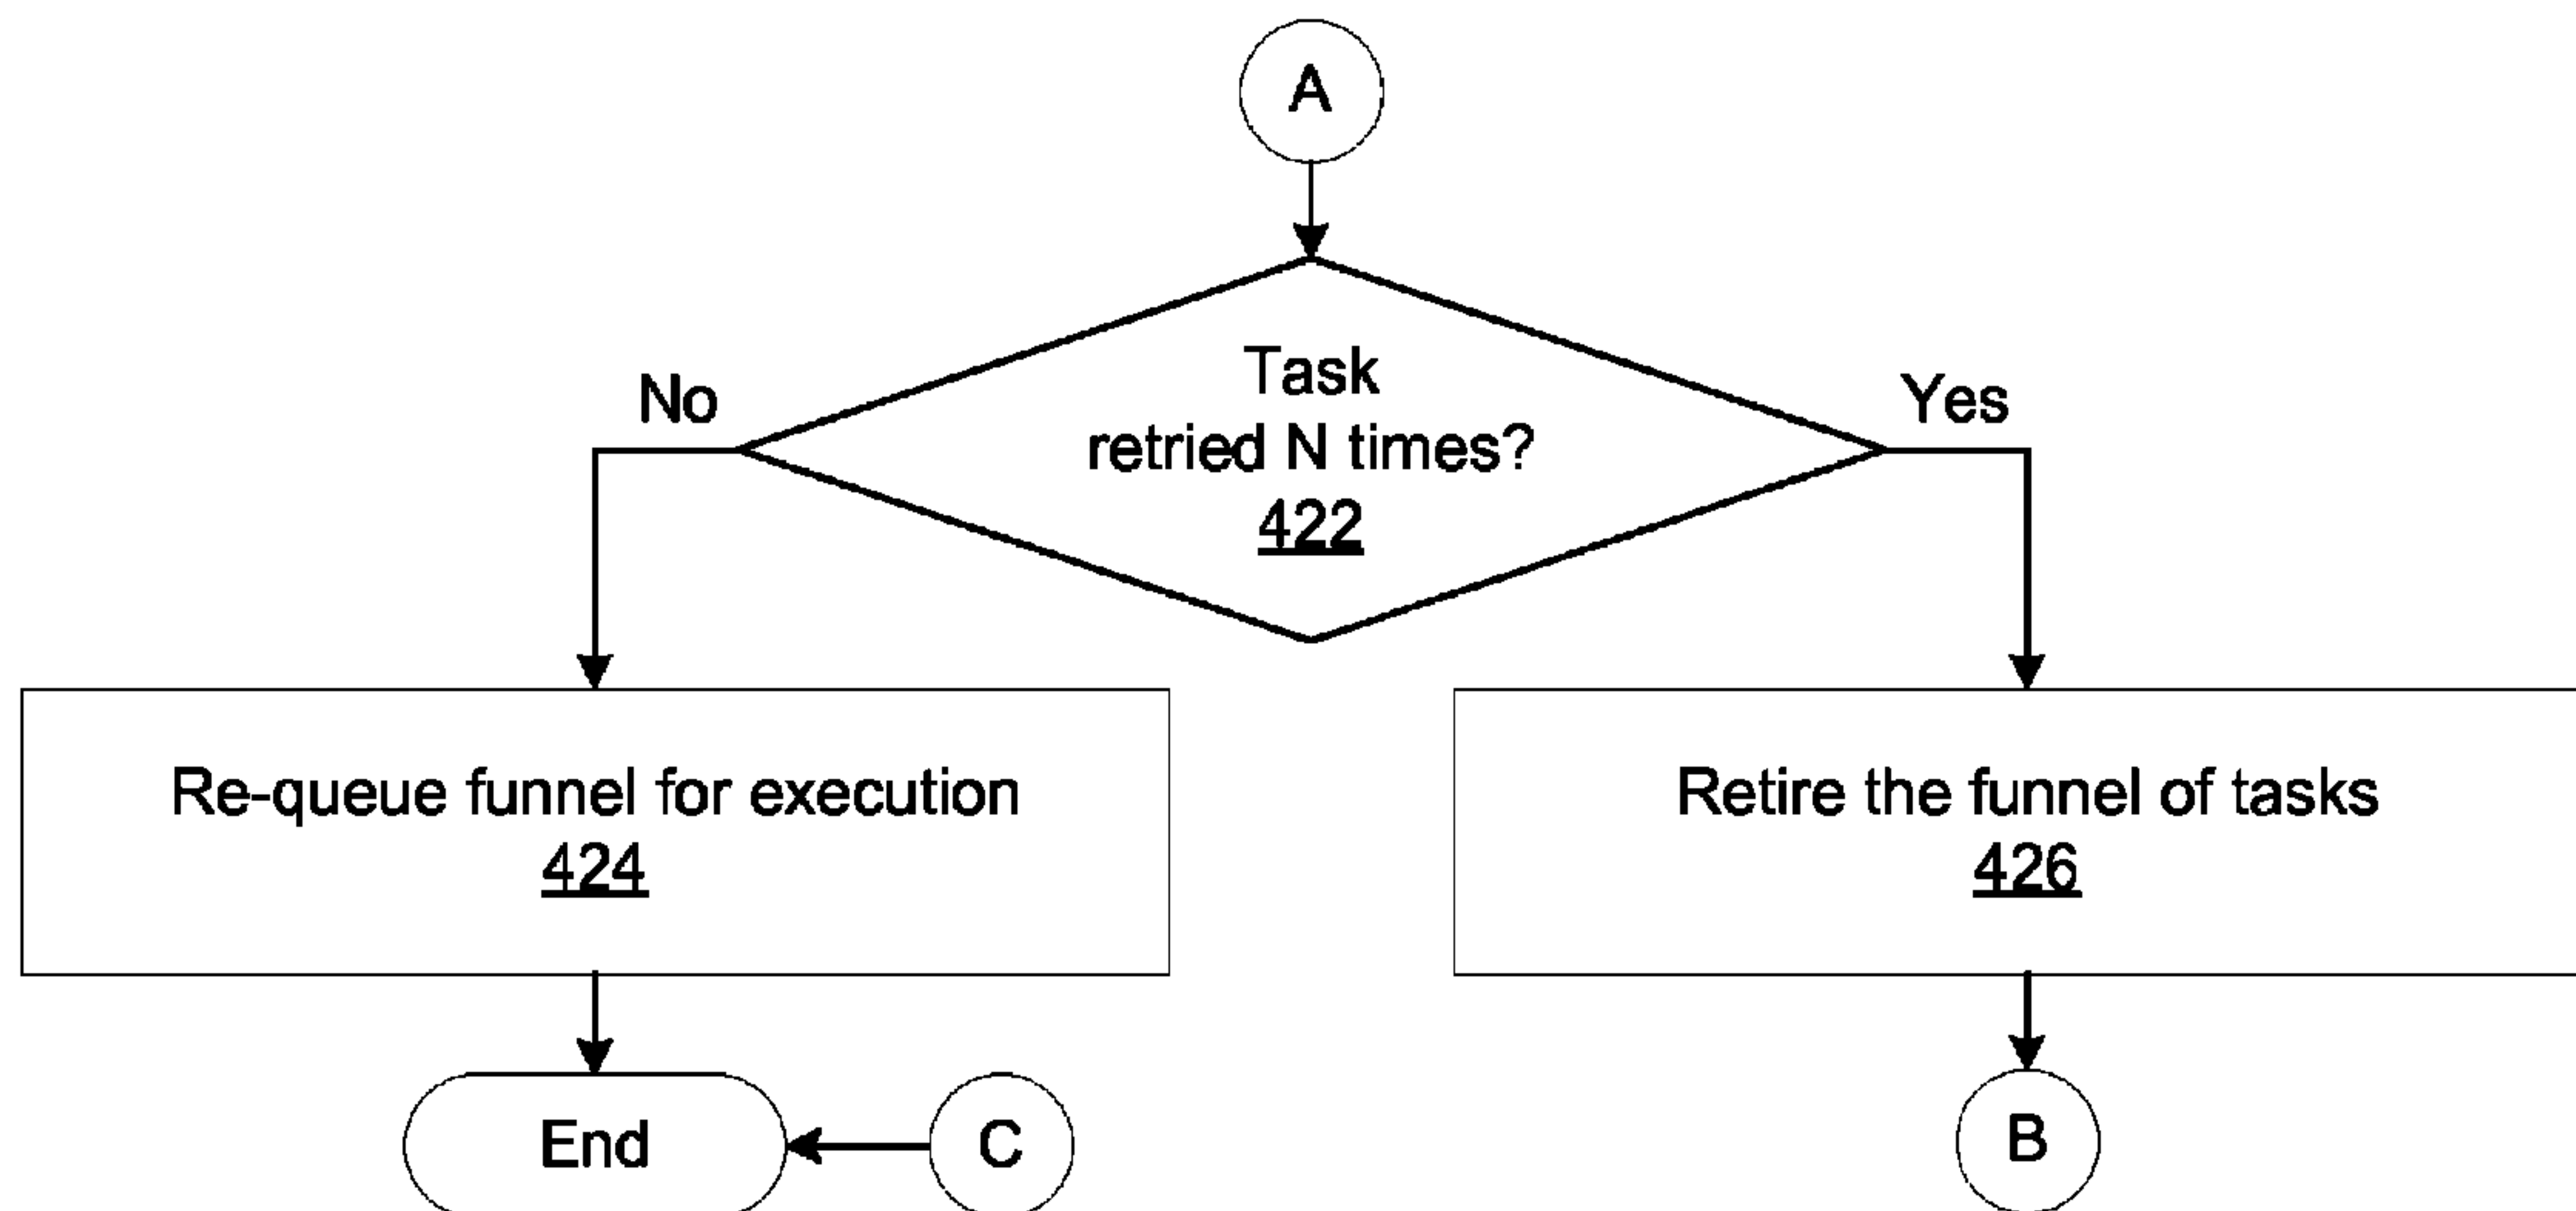 A
Task
retried N times?
422
No
Yes
Re-queue funnel for execution
424
Retire the funnel of tasks
426
End
C
B